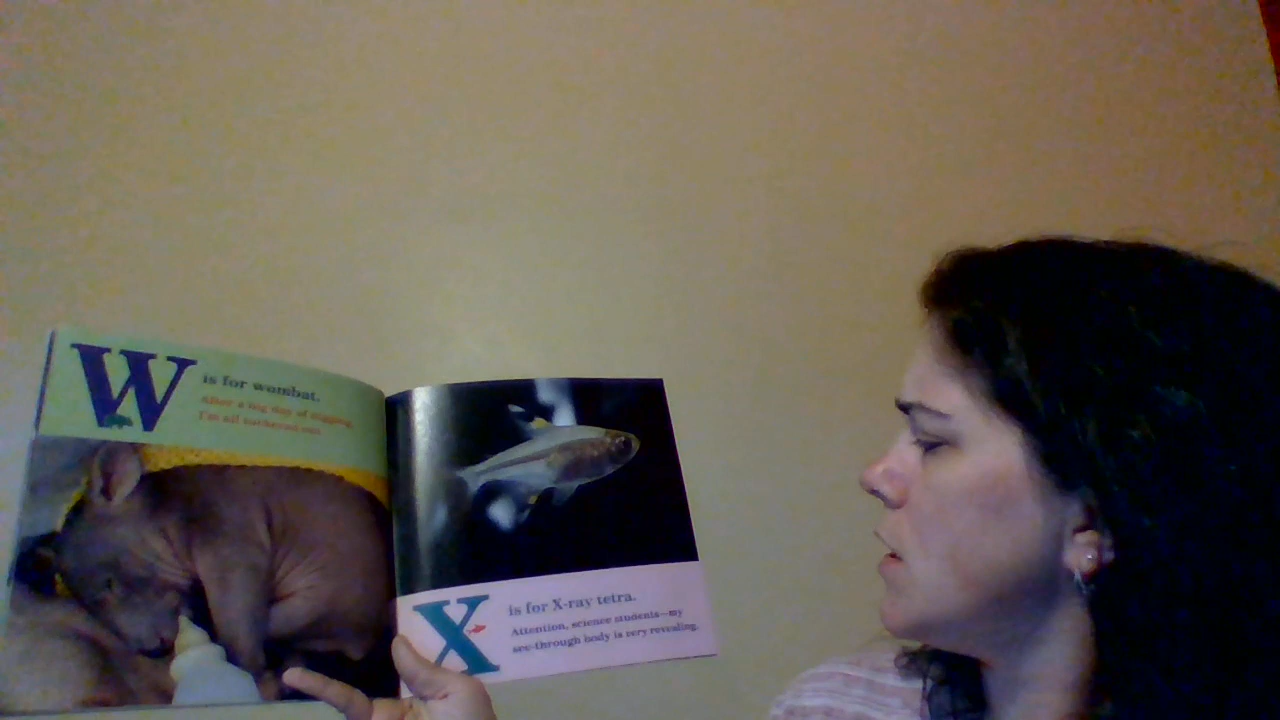 W is for wombat.
After a big day of digging,
I'm all tuckered out.
X is for X-ray tetra.
Attention, science students—my
see-through body is very revealing.